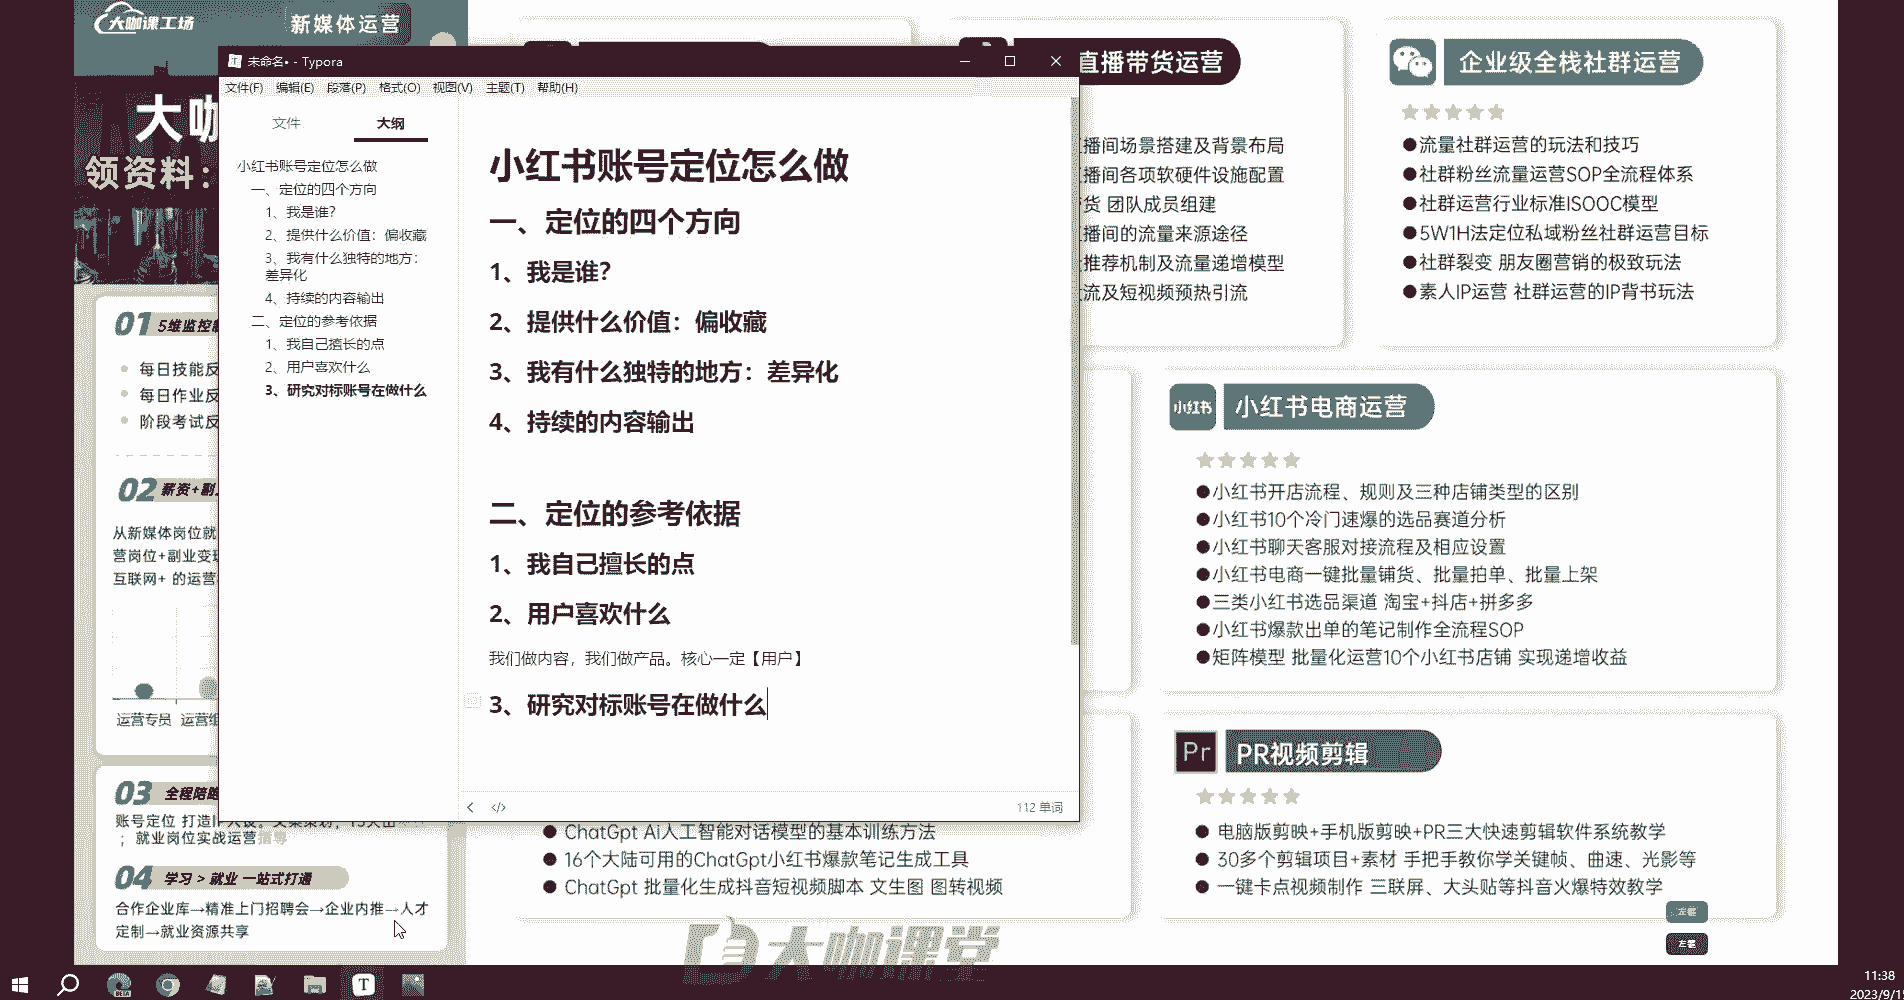 大咖课工场
新媒体运营
大咖
领资料：
未命名• - Typora
文件(F) 编辑(E) 段落(P) 格式(O) 视图(V) 主题(T) 帮助(H)
文件 大纲
小红书账号定位怎么做
一、定位的四个方向
1、我是谁?
2、提供什么价值：偏收藏
3、我有什么独特的地方：
差异化
4、持续的内容输出
二、定位的参考依据
1、我自己擅长的点
2、用户喜欢什么
3、研究对标账号在做什么
小红书账号定位怎么做
一、定位的四个方向
1、我是谁?
2、提供什么价值：偏收藏
3、我有什么独特的地方：差异化
4、持续的内容输出
二、定位的参考依据
1、我自己擅长的点
2、用户喜欢什么
我们做内容，我们做产品。核心一定【用户】
3、研究对标账号在做什么
112 单词
01 5维监控
每日技能反
每日作业反
阶段考试反
02 薪资+副
从新媒体岗位就
营岗位+副业变
互联网+ 的运营
运营专员 运营组
03 全程陪跑
账号定位 打造
；就业岗位实战运营指导
04 学习 > 就业 一站式打通
合作企业库→精准上门招聘会→企业内推→人才
定制→就业资源共享
直播带货运营
播间场景搭建及背景布局
播间各项软硬件设施配置
货 团队成员组建
播间的流量来源途径
推荐机制及流量递增模型
流及短视频预热引流
企业级全栈社群运营
●流量社群运营的玩法和技巧
●社群粉丝流量运营SOP全流程体系
●社群运营行业标准ISOOC模型
●5W1H法定位私域粉丝社群运营目标
●社群裂变 朋友圈营销的极致玩法
●素人IP运营 社群运营的IP背书玩法
小红书 小红书电商运营
●小红书开店流程、规则及三种店铺类型的区别
●小红书10个冷门速爆的选品赛道分析
●小红书聊天客服对接流程及相应设置
●小红书电商一键批量铺货、批量拍单、批量上架
●三类小红书选品渠道 淘宝+抖店+拼多多
●小红书爆款出单的笔记制作全流程SOP
●矩阵模型 批量化运营10个小红书店铺 实现递增收益
Pr PR视频剪辑
● 电脑版剪映+手机版剪映+PR三大快速剪辑软件系统教学
● 30多个剪辑项目+素材 手把手教你学关键帧、曲速、光影等
● 一键卡点视频制作 三联屏、大头贴等抖音火爆特效教学
● ChatGpt Ai人工智能对话模型的基本训练方法
● 16个大陆可用的ChatGpt小红书爆款笔记生成工具
● ChatGpt 批量化生成抖音短视频脚本 文生图 图转视频
左键
左键
大咖课堂
11:38
2023/9/1